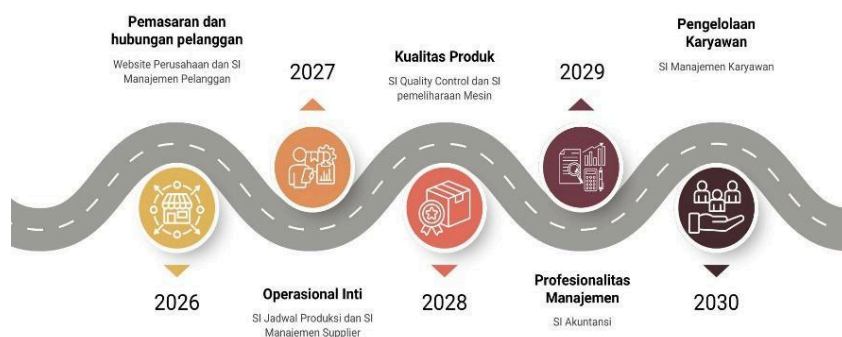 Pemasaran dan
hubungan pelanggan
Website Perusahaan dan SI
Manajemen Pelanggan
2026
2027
Operasional Inti
SI Jadwal Produksi dan SI
Manajemen Supplier
Kualitas Produk
SI Quality Control dan SI
pemeliharaan Mesin
2028
2029
Profesionalitas
Manajemen
SI Akuntansi
Pengelolaan
Karyawan
SI Manajemen Karyawan
2030